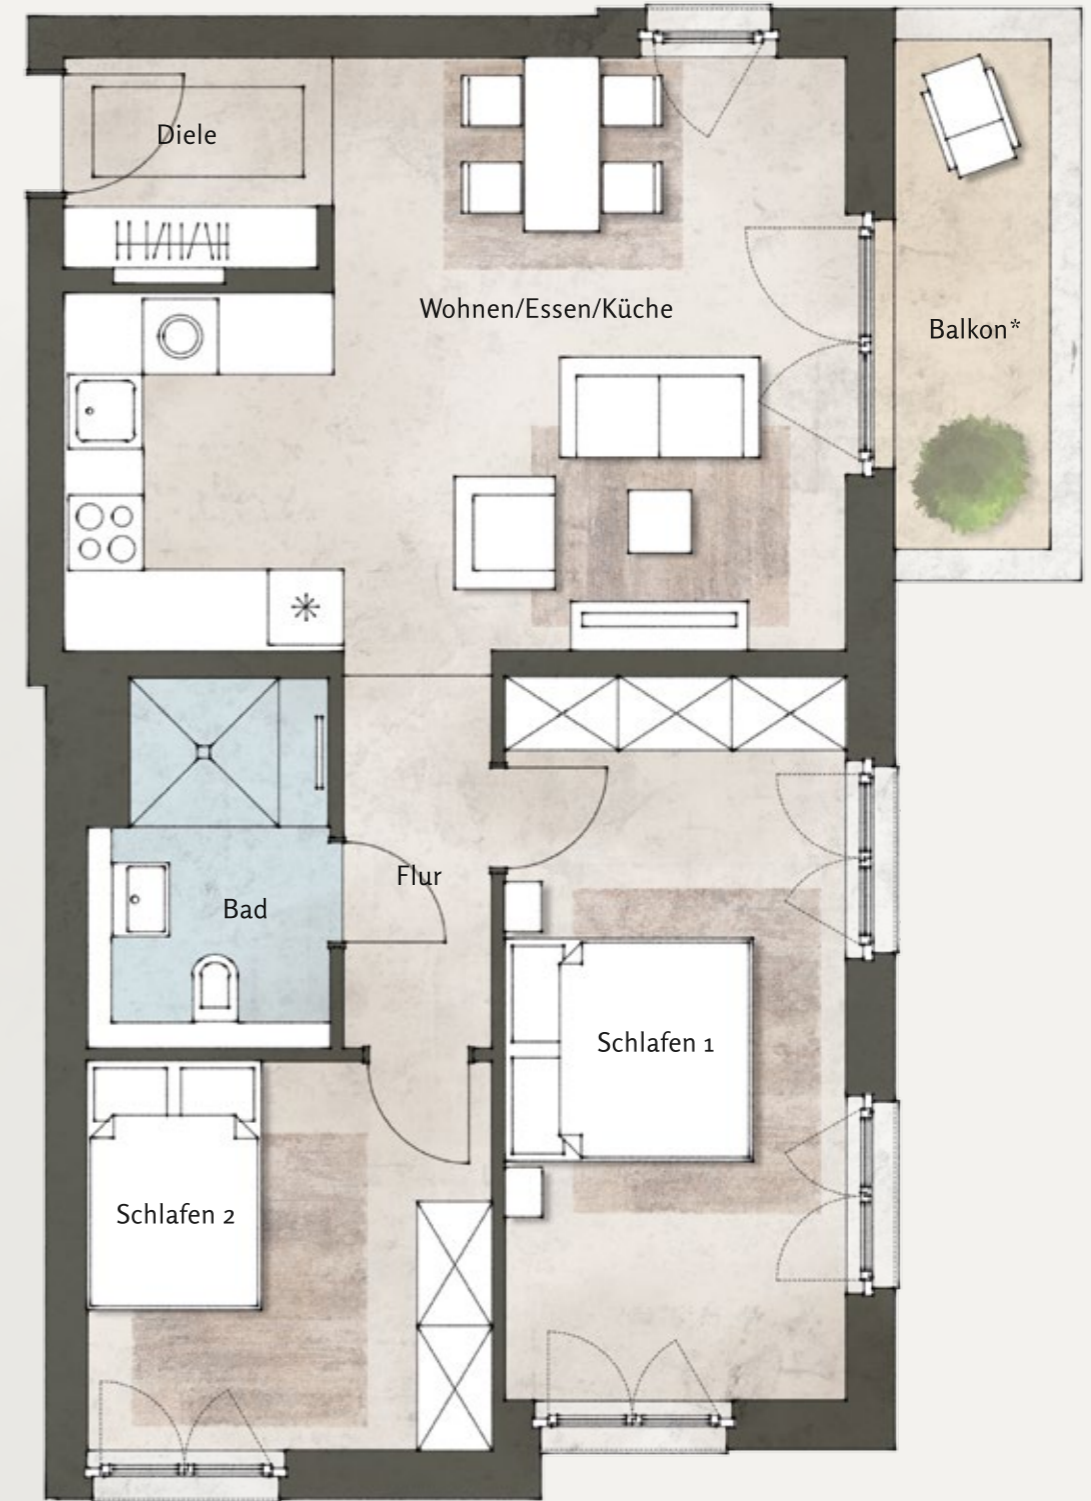 Diele
Wohnen/Essen/Küche
Balkon*
Flur
Bad
Schlafen 1
Schlafen 2